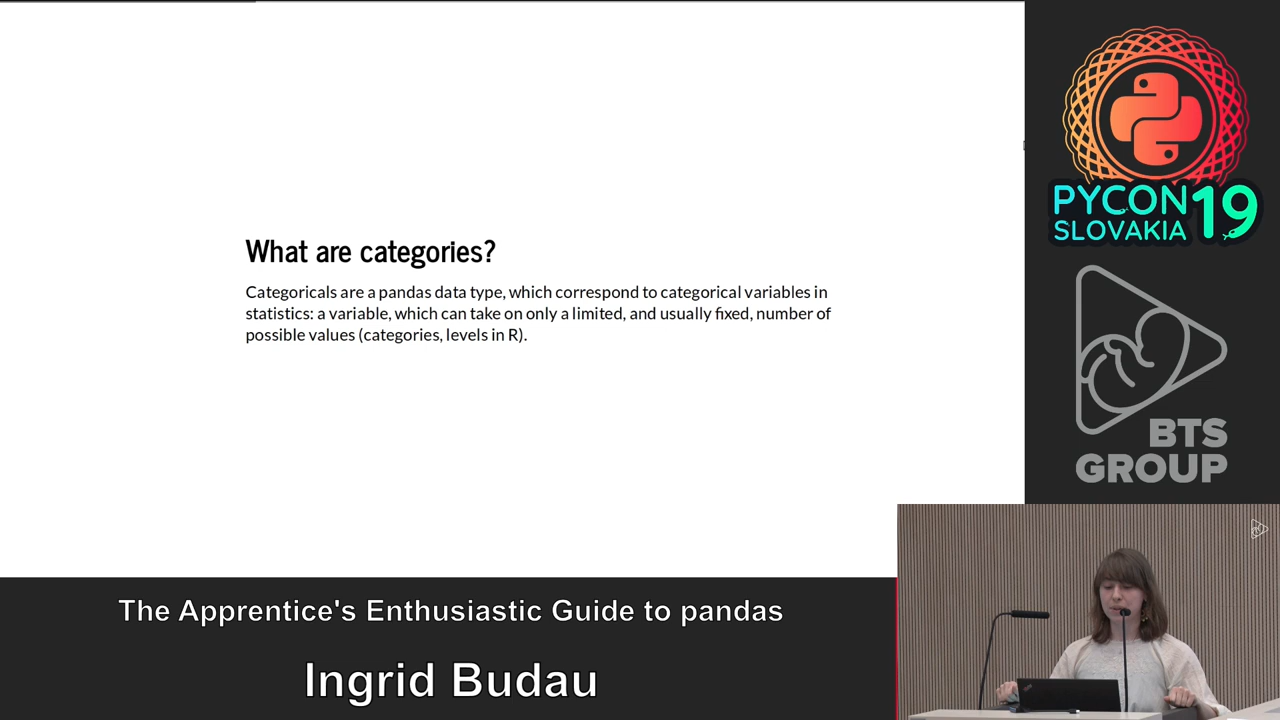 What are categories?
Categoricals are a pandas data type, which correspond to categorical variables in
statistics: a variable, which can take on only a limited, and usually fixed, number of
possible values (categories, levels in R).
PYCON 19
SLOVAKIA
BTS
GROUP
The Apprentice's Enthusiastic Guide to pandas
Ingrid Budau